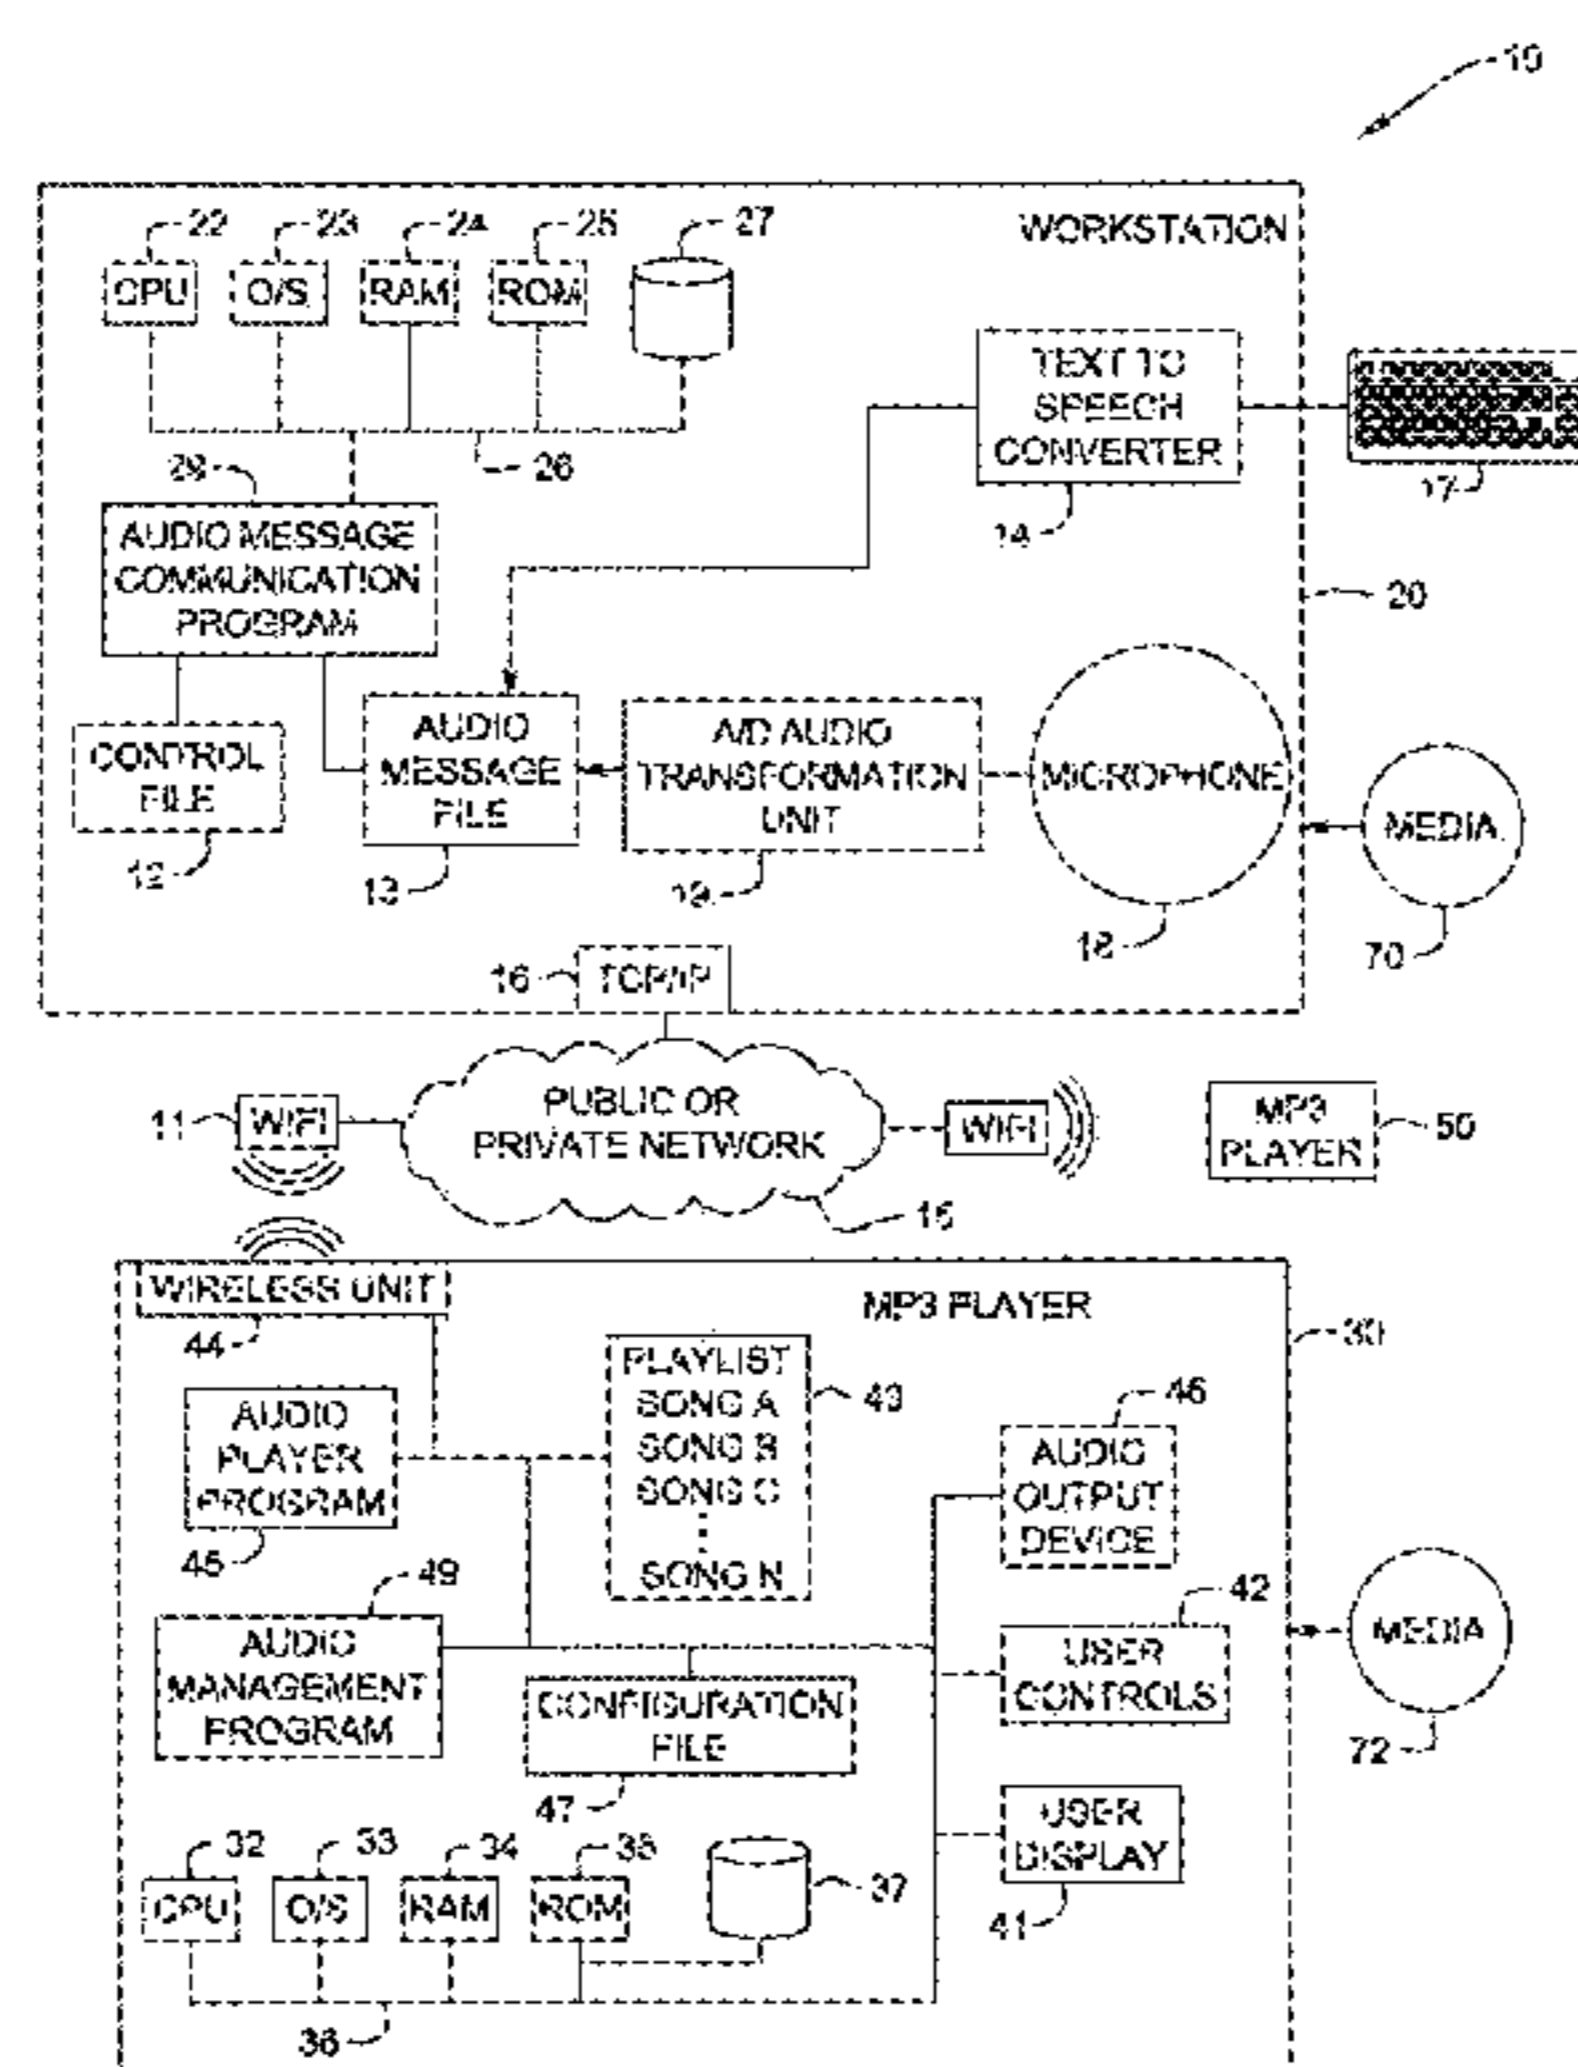 10
22 23 24 25 27
WORKSTATION
CPU O/S RAM ROM
TEXT TO
SPEECH
CONVERTER
26
17
14
AUDIO MESSAGE
COMMUNICATION
PROGRAM
20
CONTROL
FILE
AUDIO
MESSAGE
FILE
A/D AUDIO
TRANSFORMATION
UNIT
MICROPHONE
MEDIA
12
13
19
18
70
16
TCP/IP
11
WIFI
PUBLIC OR
PRIVATE NETWORK
WIFI
MP3
PLAYER
50
15
WIRELESS UNIT
MP3 PLAYER
44
30
PLAYLIST
SONG A
SONG B
SONG C
SONG N
43
AUDIO
PLAYER
PROGRAM
45
46
AUDIO
OUTPUT
DEVICE
49
AUDIO
MANAGEMENT
PROGRAM
42
USER
CONTROLS
MEDIA
72
CONFIGURATION
FILE
47
USER
DISPLAY
41
32 33 34 35
CPU O/S RAM ROM
37
36